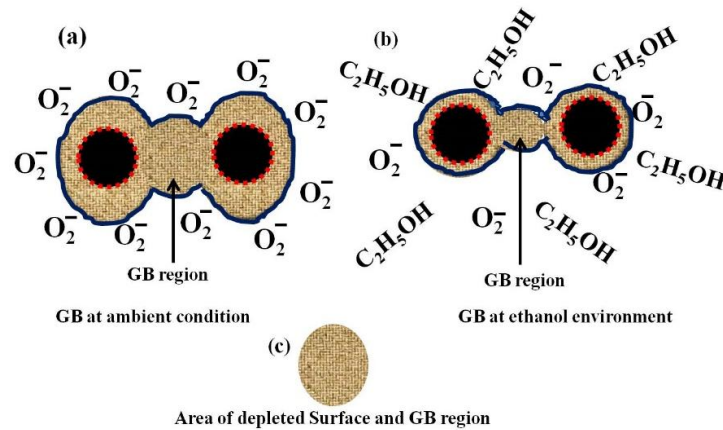 (a)
O₂⁻
O₂⁻
O₂⁻
O₂⁻
O₂⁻
O₂⁻
O₂⁻
O₂⁻
O₂⁻
O₂⁻
O₂⁻
GB region
GB at ambient condition
(b)
C₂H₅OH
C₂H₅OH
O₂⁻
C₂H₅OH
O₂⁻
O₂⁻
C₂H₅OH
O₂⁻
C₂H₅OH
O₂⁻
C₂H₅OH
GB region
GB at ethanol environment
(c)
Area of depleted Surface and GB region